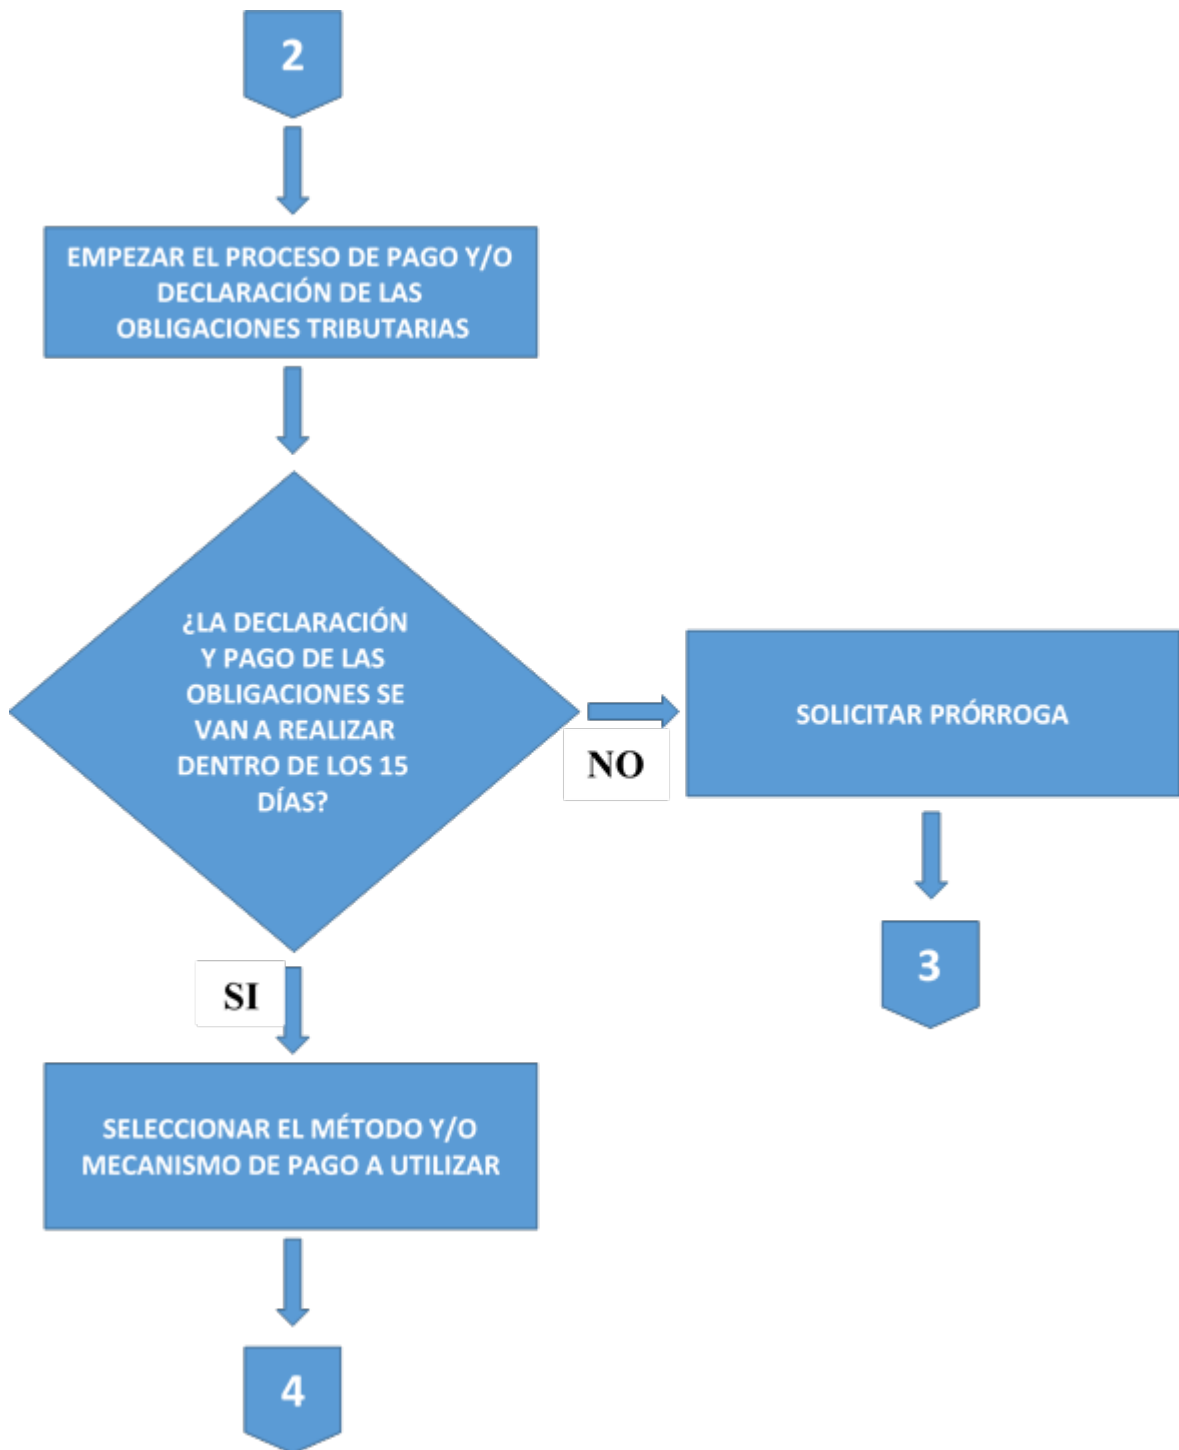 2
EMPEZAR EL PROCESO DE PAGO Y/O
DECLARACIÓN DE LAS
OBLIGACIONES TRIBUTARIAS
¿LA DECLARACIÓN
Y PAGO DE LAS
OBLIGACIONES SE
VAN A REALIZAR
DENTRO DE LOS 15
DÍAS?
NO
SOLICITAR PRÓRROGA
3
SI
SELECCIONAR EL MÉTODO Y/O
MECANISMO DE PAGO A UTILIZAR
4